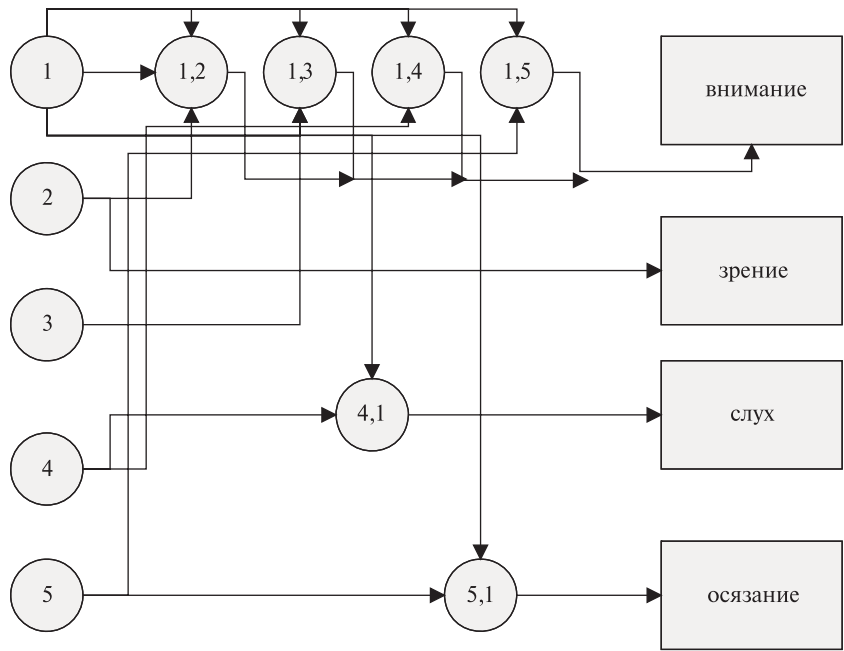 1
1,2
1,3
1,4
1,5
внимание
2
зрение
3
4,1
слух
4
5
5,1
осязание